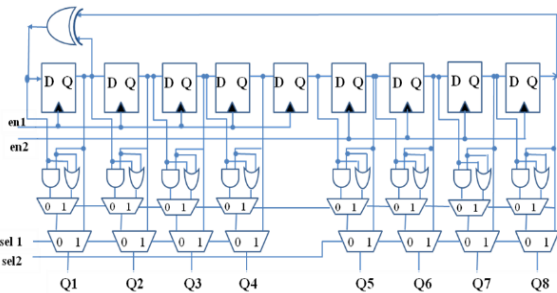 D Q D Q D Q D Q D Q D Q D Q D Q D Q
en1
en2
0 1 0 1 0 1 0 1 0 1 0 1 0 1 0 1
sel 1 0 1 0 1 0 1 0 1 0 1 0 1 0 1 0 1
sel2
Q1 Q2 Q3 Q4 Q5 Q6 Q7 Q8